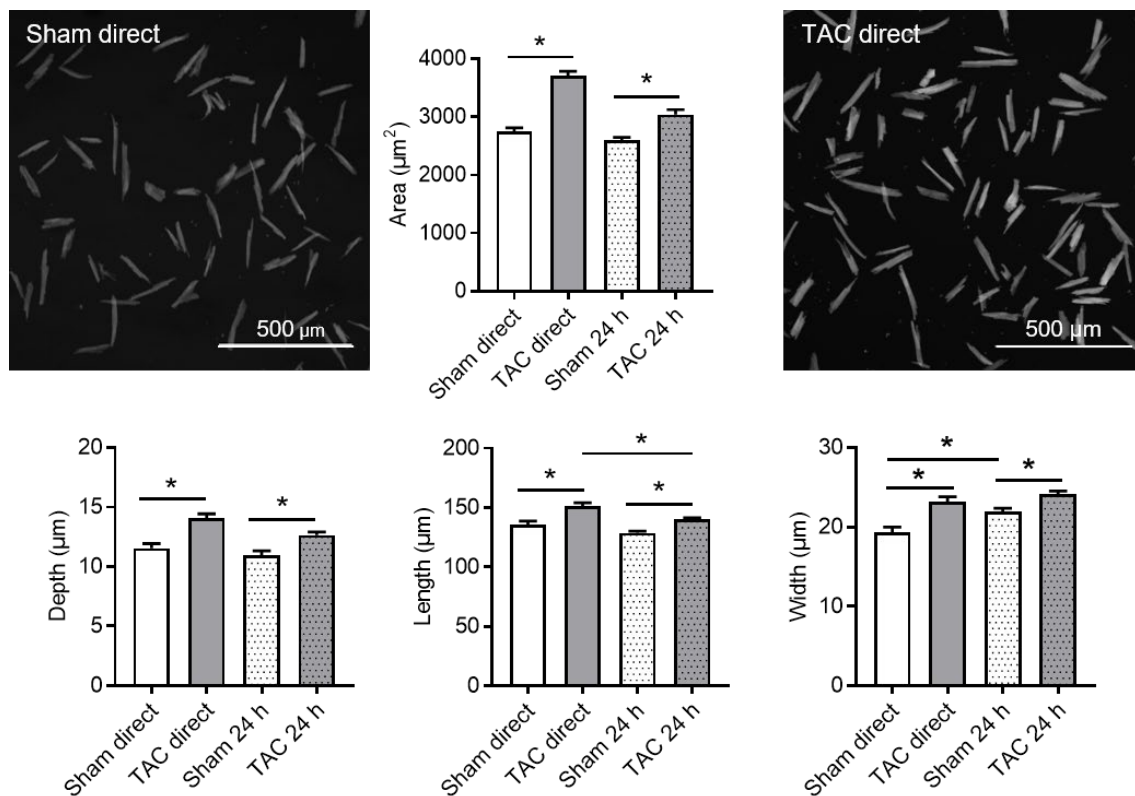 Sham direct
500 µm
*
*
4000
3000
2000
1000
0
Area (µm²)
Sham direct
TAC direct
Sham 24 h
TAC 24 h
TAC direct
500 µm
20
15
10
5
0
Depth (µm)
*
*
Sham direct
TAC direct
Sham 24 h
TAC 24 h
200
150
100
50
0
Length (µm)
*
*
*
Sham direct
TAC direct
Sham 24 h
TAC 24 h
30
20
10
0
Width (µm)
*
*
*
Sham direct
TAC direct
Sham 24 h
TAC 24 h